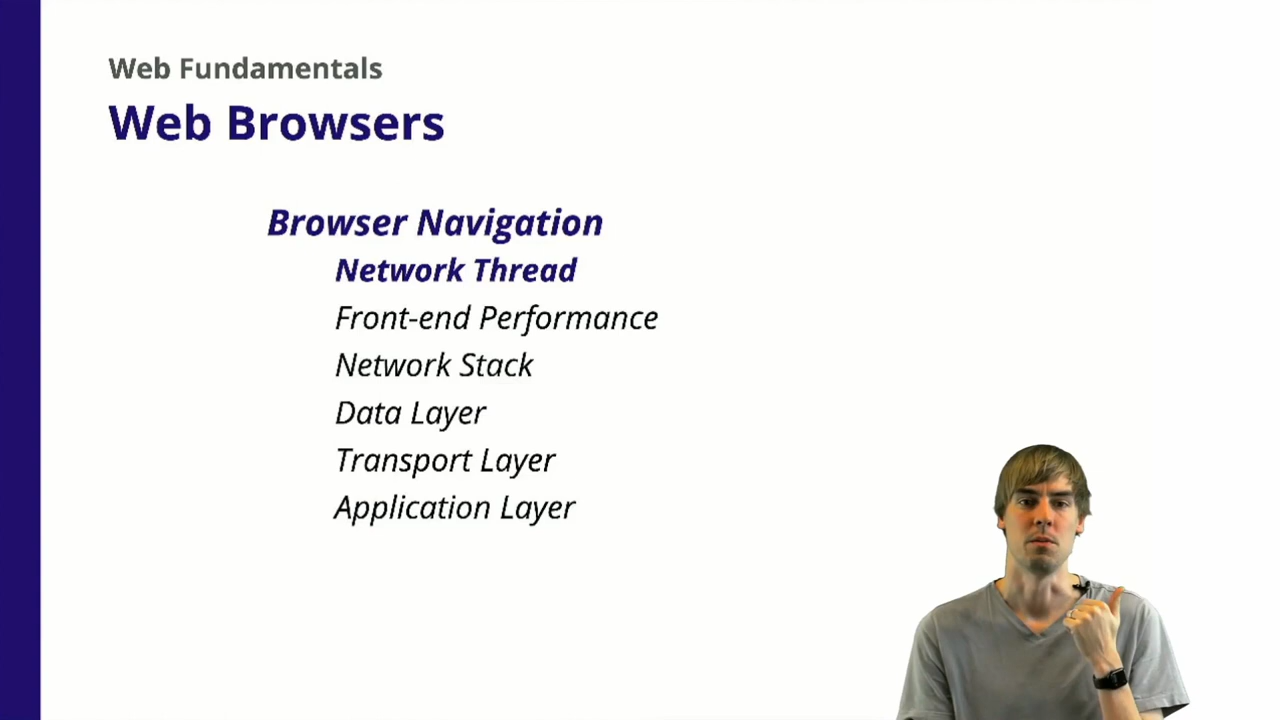 Web Fundamentals
Web Browsers
Browser Navigation
Network Thread
Front-end Performance
Network Stack
Data Layer
Transport Layer
Application Layer